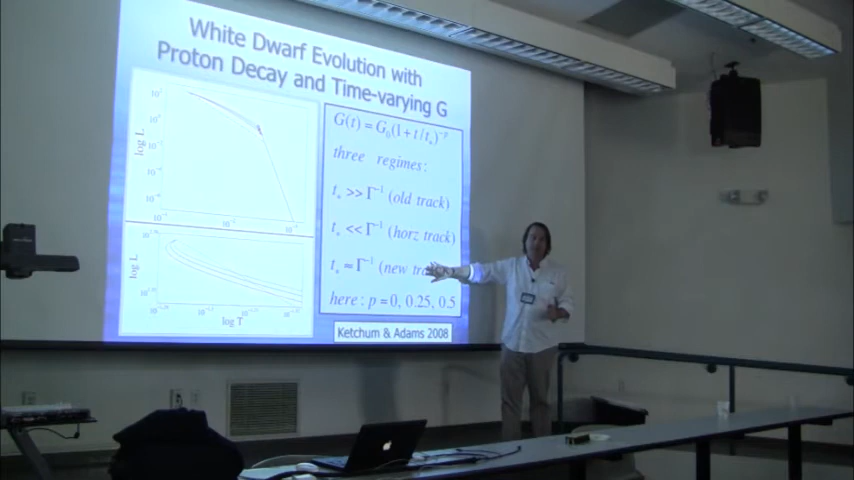 White Dwarf Evolution with
Proton Decay and Time-varying G
G(t) = G₀(1 + t/t*)⁻ᵖ
three regimes:
t* >> Γ⁻¹ (old track)
t* << Γ⁻¹ (horz track)
t* ≈ Γ⁻¹ (new
here: p = 0, 0.25, 0.5
Ketchum & Adams 2008
log L
log L
log T